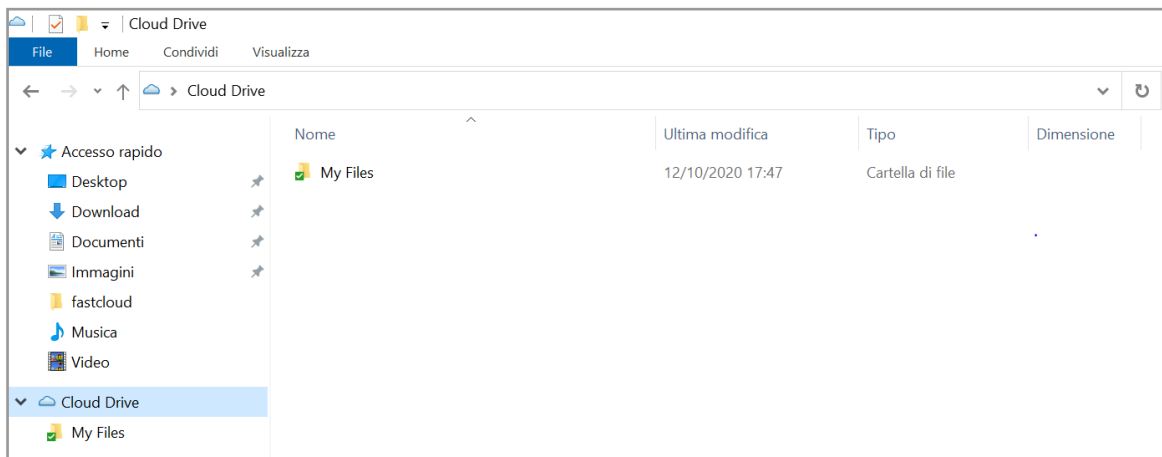 Cloud Drive
File Home Condividi Visualizza
Cloud Drive
Nome Ultima modifica Tipo Dimensione
Accesso rapido
My Files 12/10/2020 17:47 Cartella di file
Desktop
Download
Documenti
Immagini
fastcloud
Musica
Video
Cloud Drive
My Files